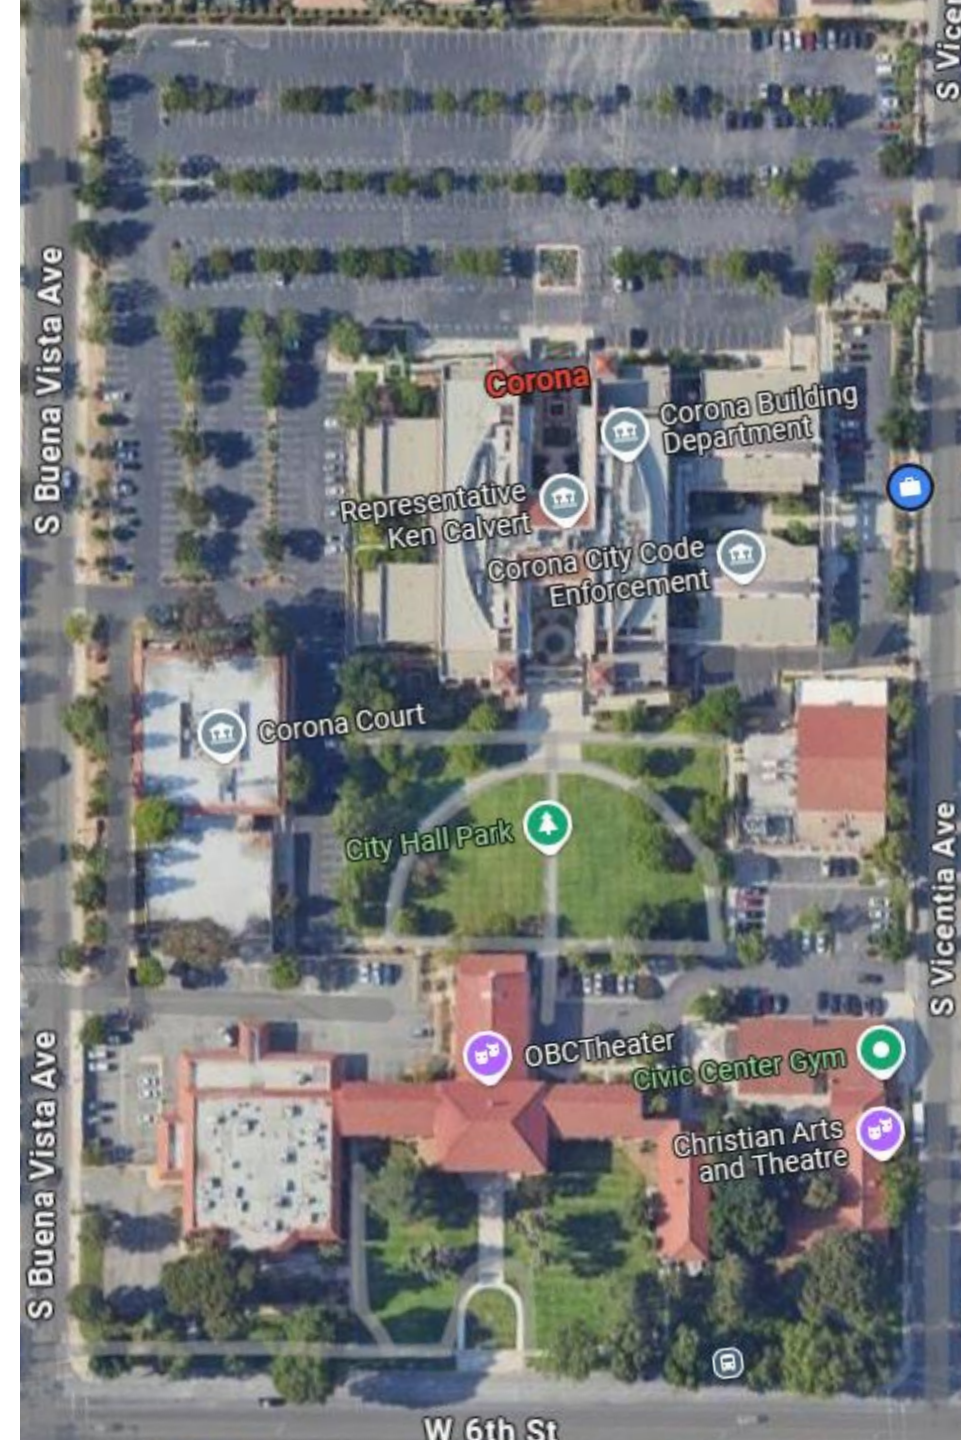 S Vicen
S Buena Vista Ave
Corona
Corona Building
Department
Representative
Ken Calvert
Corona City Code
Enforcement
Corona Court
City Hall Park
S Vicentia Ave
OBCTheater
Civic Center Gym
S Buena Vista Ave
Christian Arts
and Theatre
W 6th St